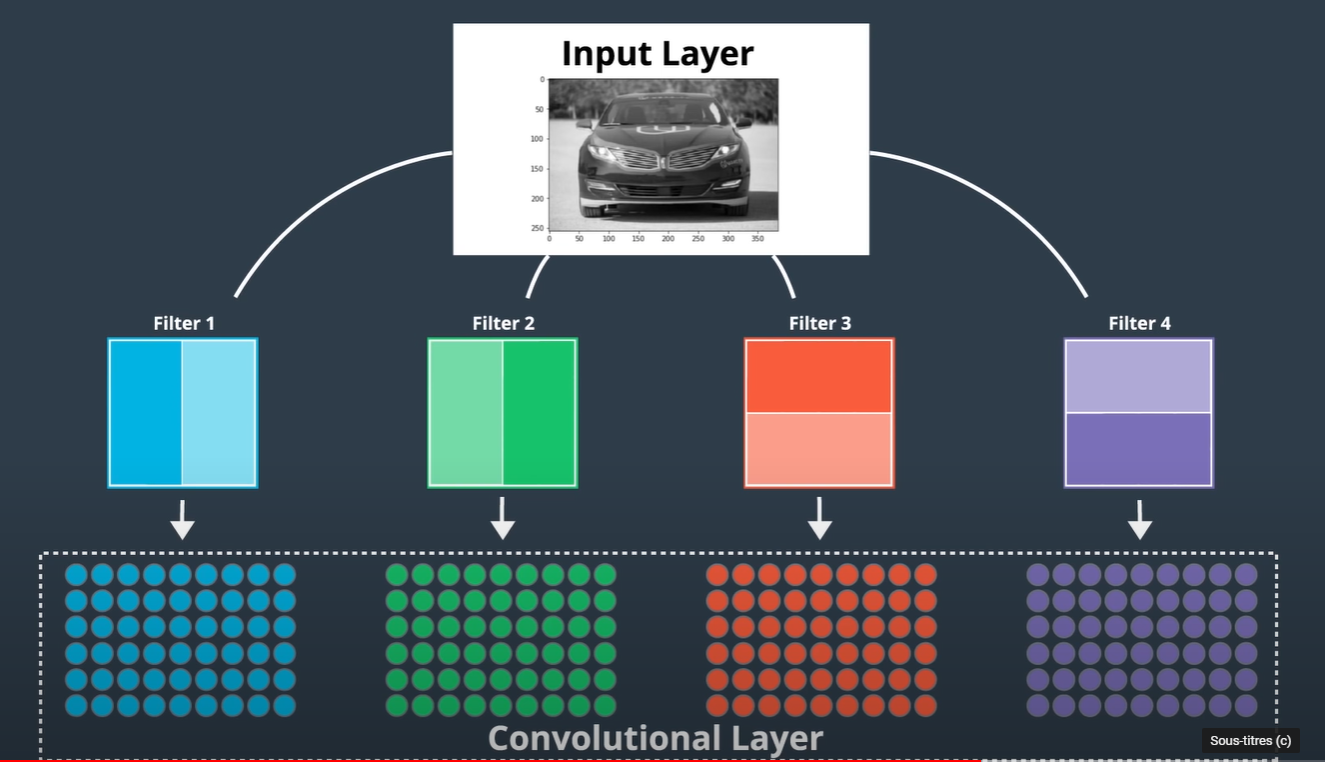 Input Layer
0
50
100
150
200
250
0 50 100 150 200 250 300 350
Filter 1 Filter 2 Filter 3 Filter 4
Convolutional Layer
Sous-titres (c)